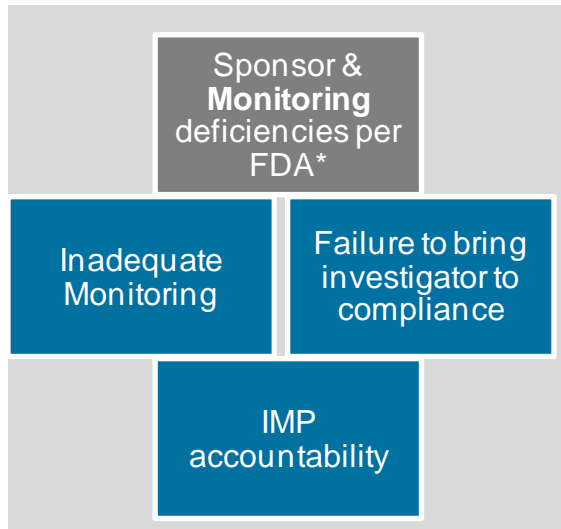 Sponsor &
Monitoring
deficiencies per
FDA*
Inadequate
Monitoring
Failure to bring
investigator to
compliance
IMP
accountability